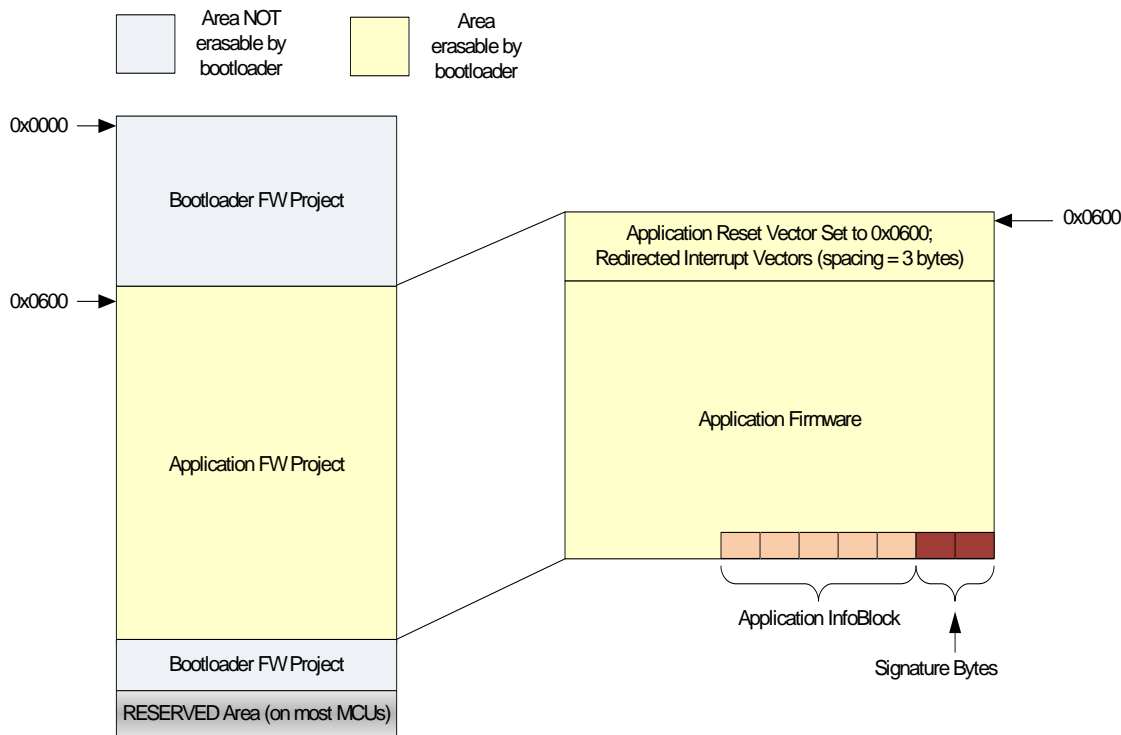 Area NOT
erasable by
bootloader
Area
erasable by
bootloader
0x0000
Bootloader FW Project
0x0600
Application FW Project
Bootloader FW Project
RESERVED Area (on most MCUs)
Application Reset Vector Set to 0x0600;
Redirected Interrupt Vectors (spacing = 3 bytes)
0x0600
Application Firmware
Application InfoBlock
Signature Bytes